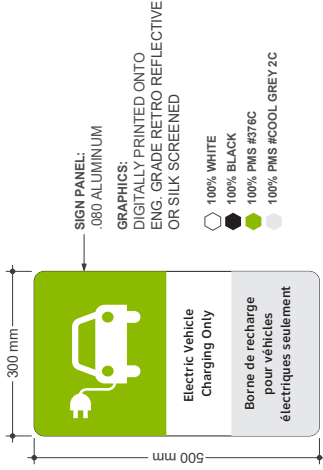 300 mm
500 mm
Electric Vehicle
Charging Only
Borne de recharge
pour véhicles
électriques seulement
SIGN PANEL:
.080 ALUMINUM
GRAPHICS:
DIGITALLY PRINTED ONTO
ENG. GRADE RETRO REFLECTIVE
OR SILK SCREENED
100% WHITE
100% BLACK
100% PMS #376C
100% PMS #COOL GREY 2C